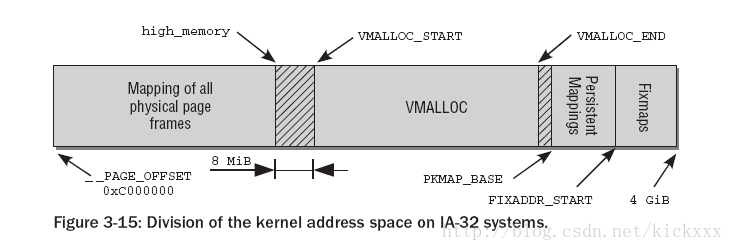 high_memory
VMALLOC_START
VMALLOC_END
Mapping of all
physical page
frames
VMALLOC
Persistent
Mappings
Fixmaps
8 MiB
__PAGE_OFFSET
0xC000000
PKMAP_BASE
FIXADDR_START
4 GiB
Figure 3-15: Division of the kernel address space on IA-32 systems.
http://blog.csdn.net/kickxxx